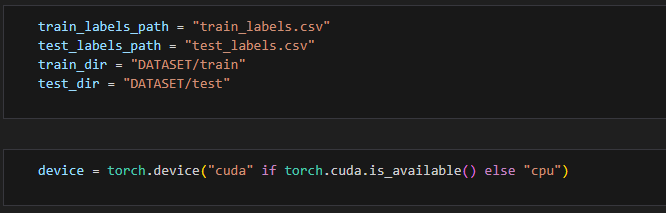 train_labels_path = "train_labels.csv"
test_labels_path = "test_labels.csv"
train_dir = "DATASET/train"
test_dir = "DATASET/test"
device = torch.device("cuda" if torch.cuda.is_available() else "cpu")